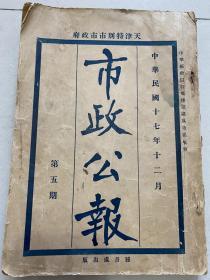 天津特別市市政府
中華民國十七年十二月
市政公報
第五期